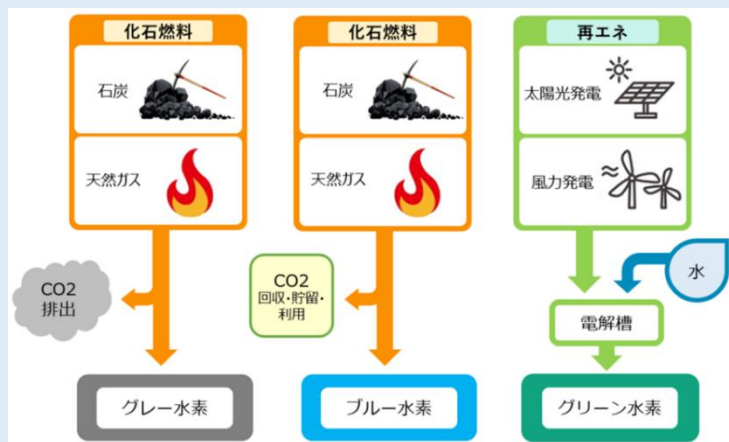 化石燃料
石炭
天然ガス
CO2
排出
グレー水素
化石燃料
石炭
天然ガス
CO2
回収・貯留・
利用
ブルー水素
再エネ
太陽光発電
風力発電
水
電解槽
グリーン水素